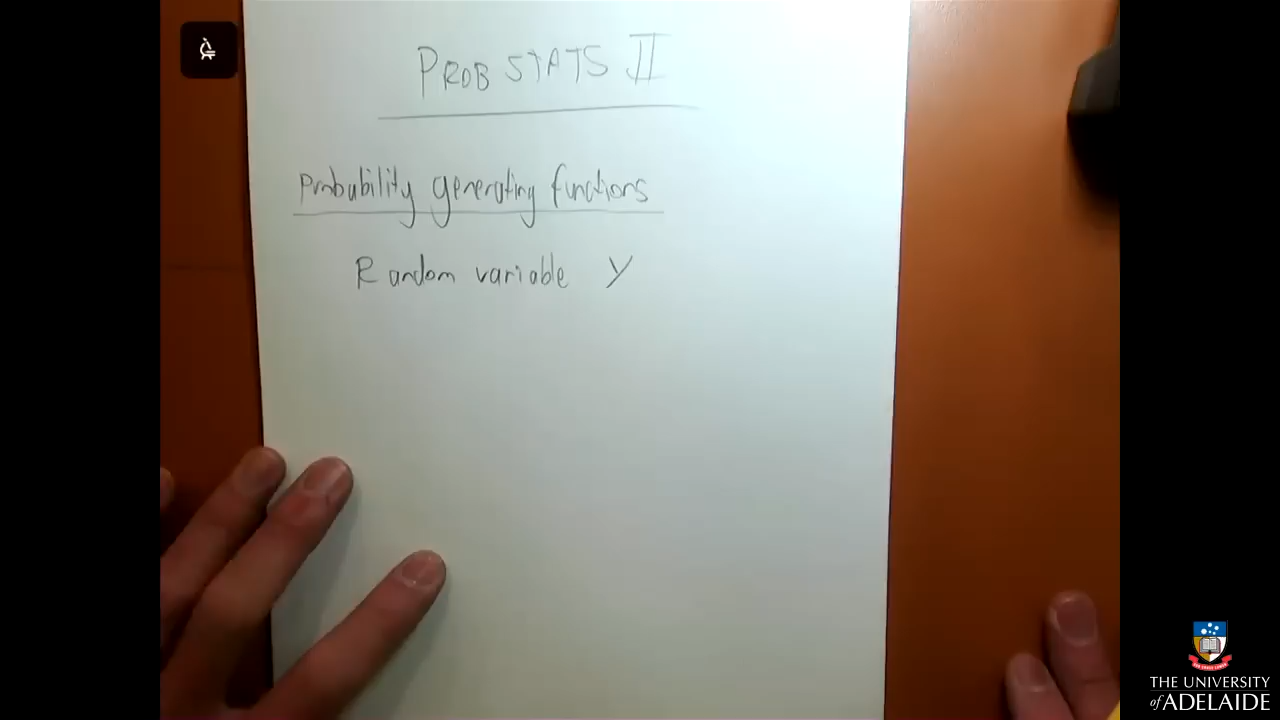 PROB STATS II
Probability generating functions
Random variable Y
THE UNIVERSITY
of ADELAIDE